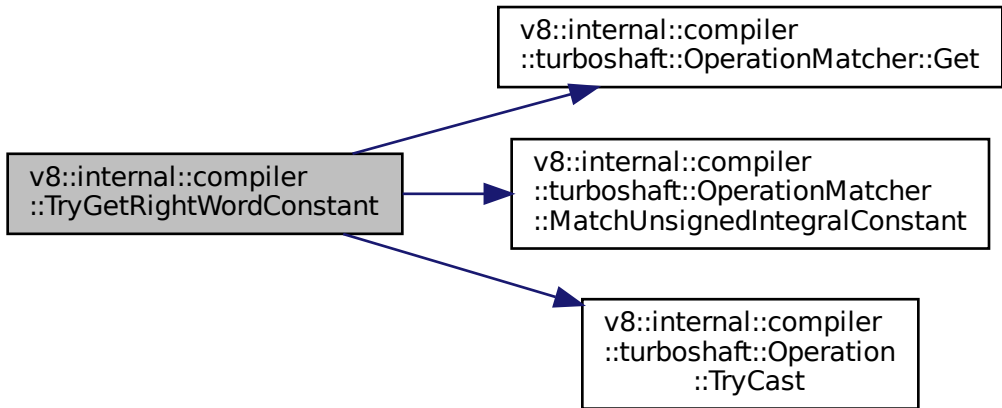 v8::internal::compiler
::turboshaft::OperationMatcher::Get
v8::internal::compiler
::TryGetRightWordConstant
v8::internal::compiler
::turboshaft::OperationMatcher
::MatchUnsignedIntegralConstant
v8::internal::compiler
::turboshaft::Operation
::TryCast